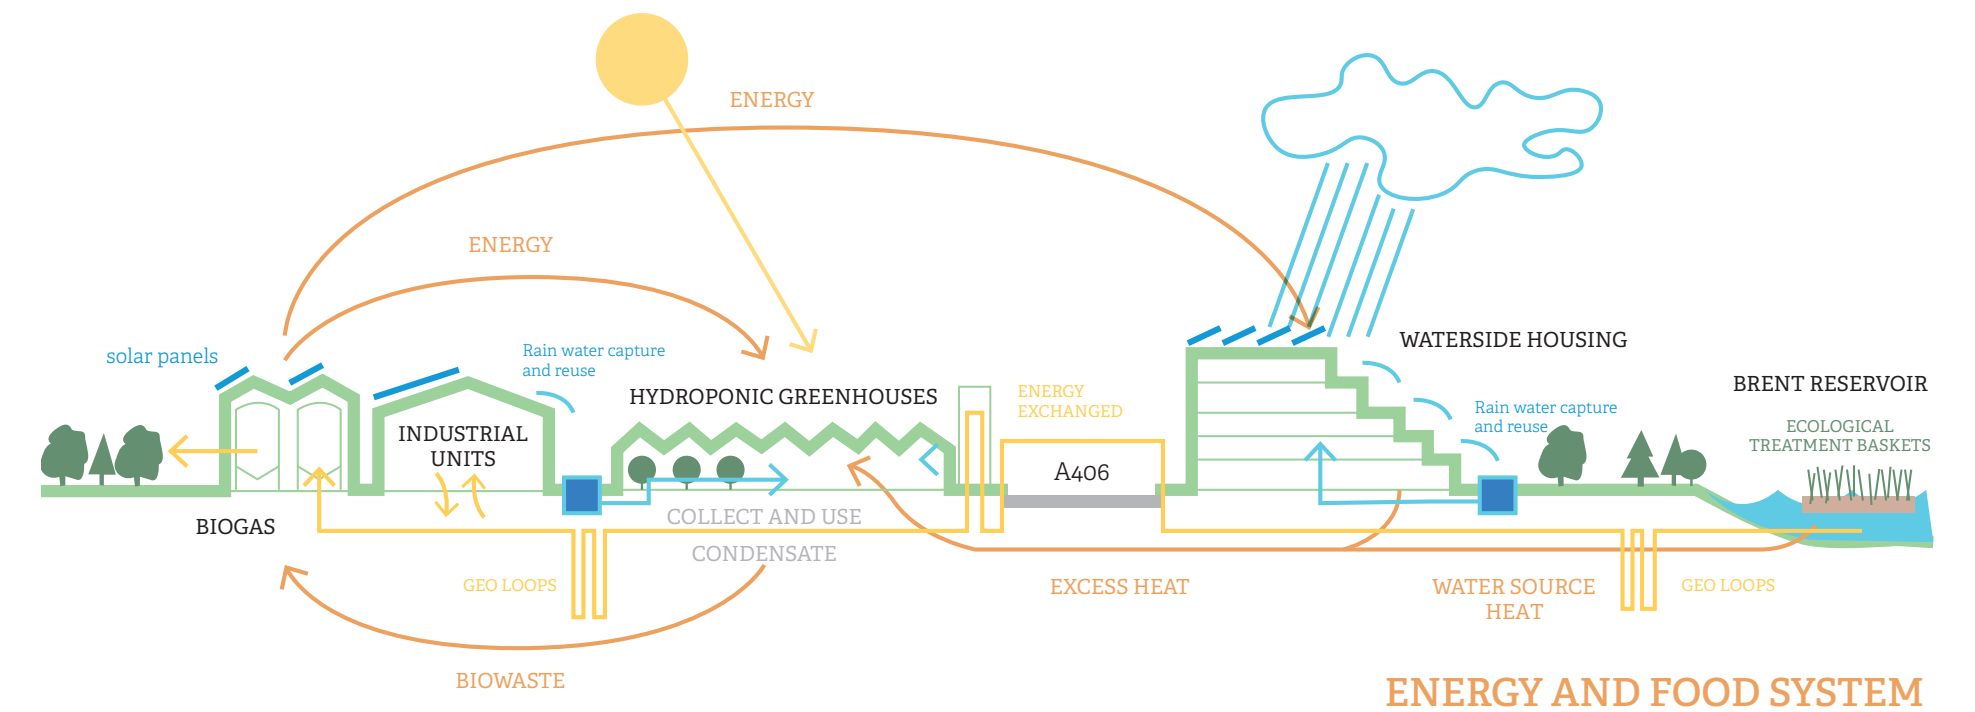 ENERGY
ENERGY
solar panels
Rain water capture
and reuse
HYDROPONIC GREENHOUSES
ENERGY
EXCHANGED
WATERSIDE HOUSING
BRENT RESERVOIR
Rain water capture
and reuse
ECOLOGICAL
TREATMENT BASKETS
INDUSTRIAL
UNITS
A406
BIOGAS
COLLECT AND USE
CONDENSATE
GEO LOOPS
EXCESS HEAT
WATER SOURCE
HEAT
GEO LOOPS
BIOWASTE
ENERGY AND FOOD SYSTEM